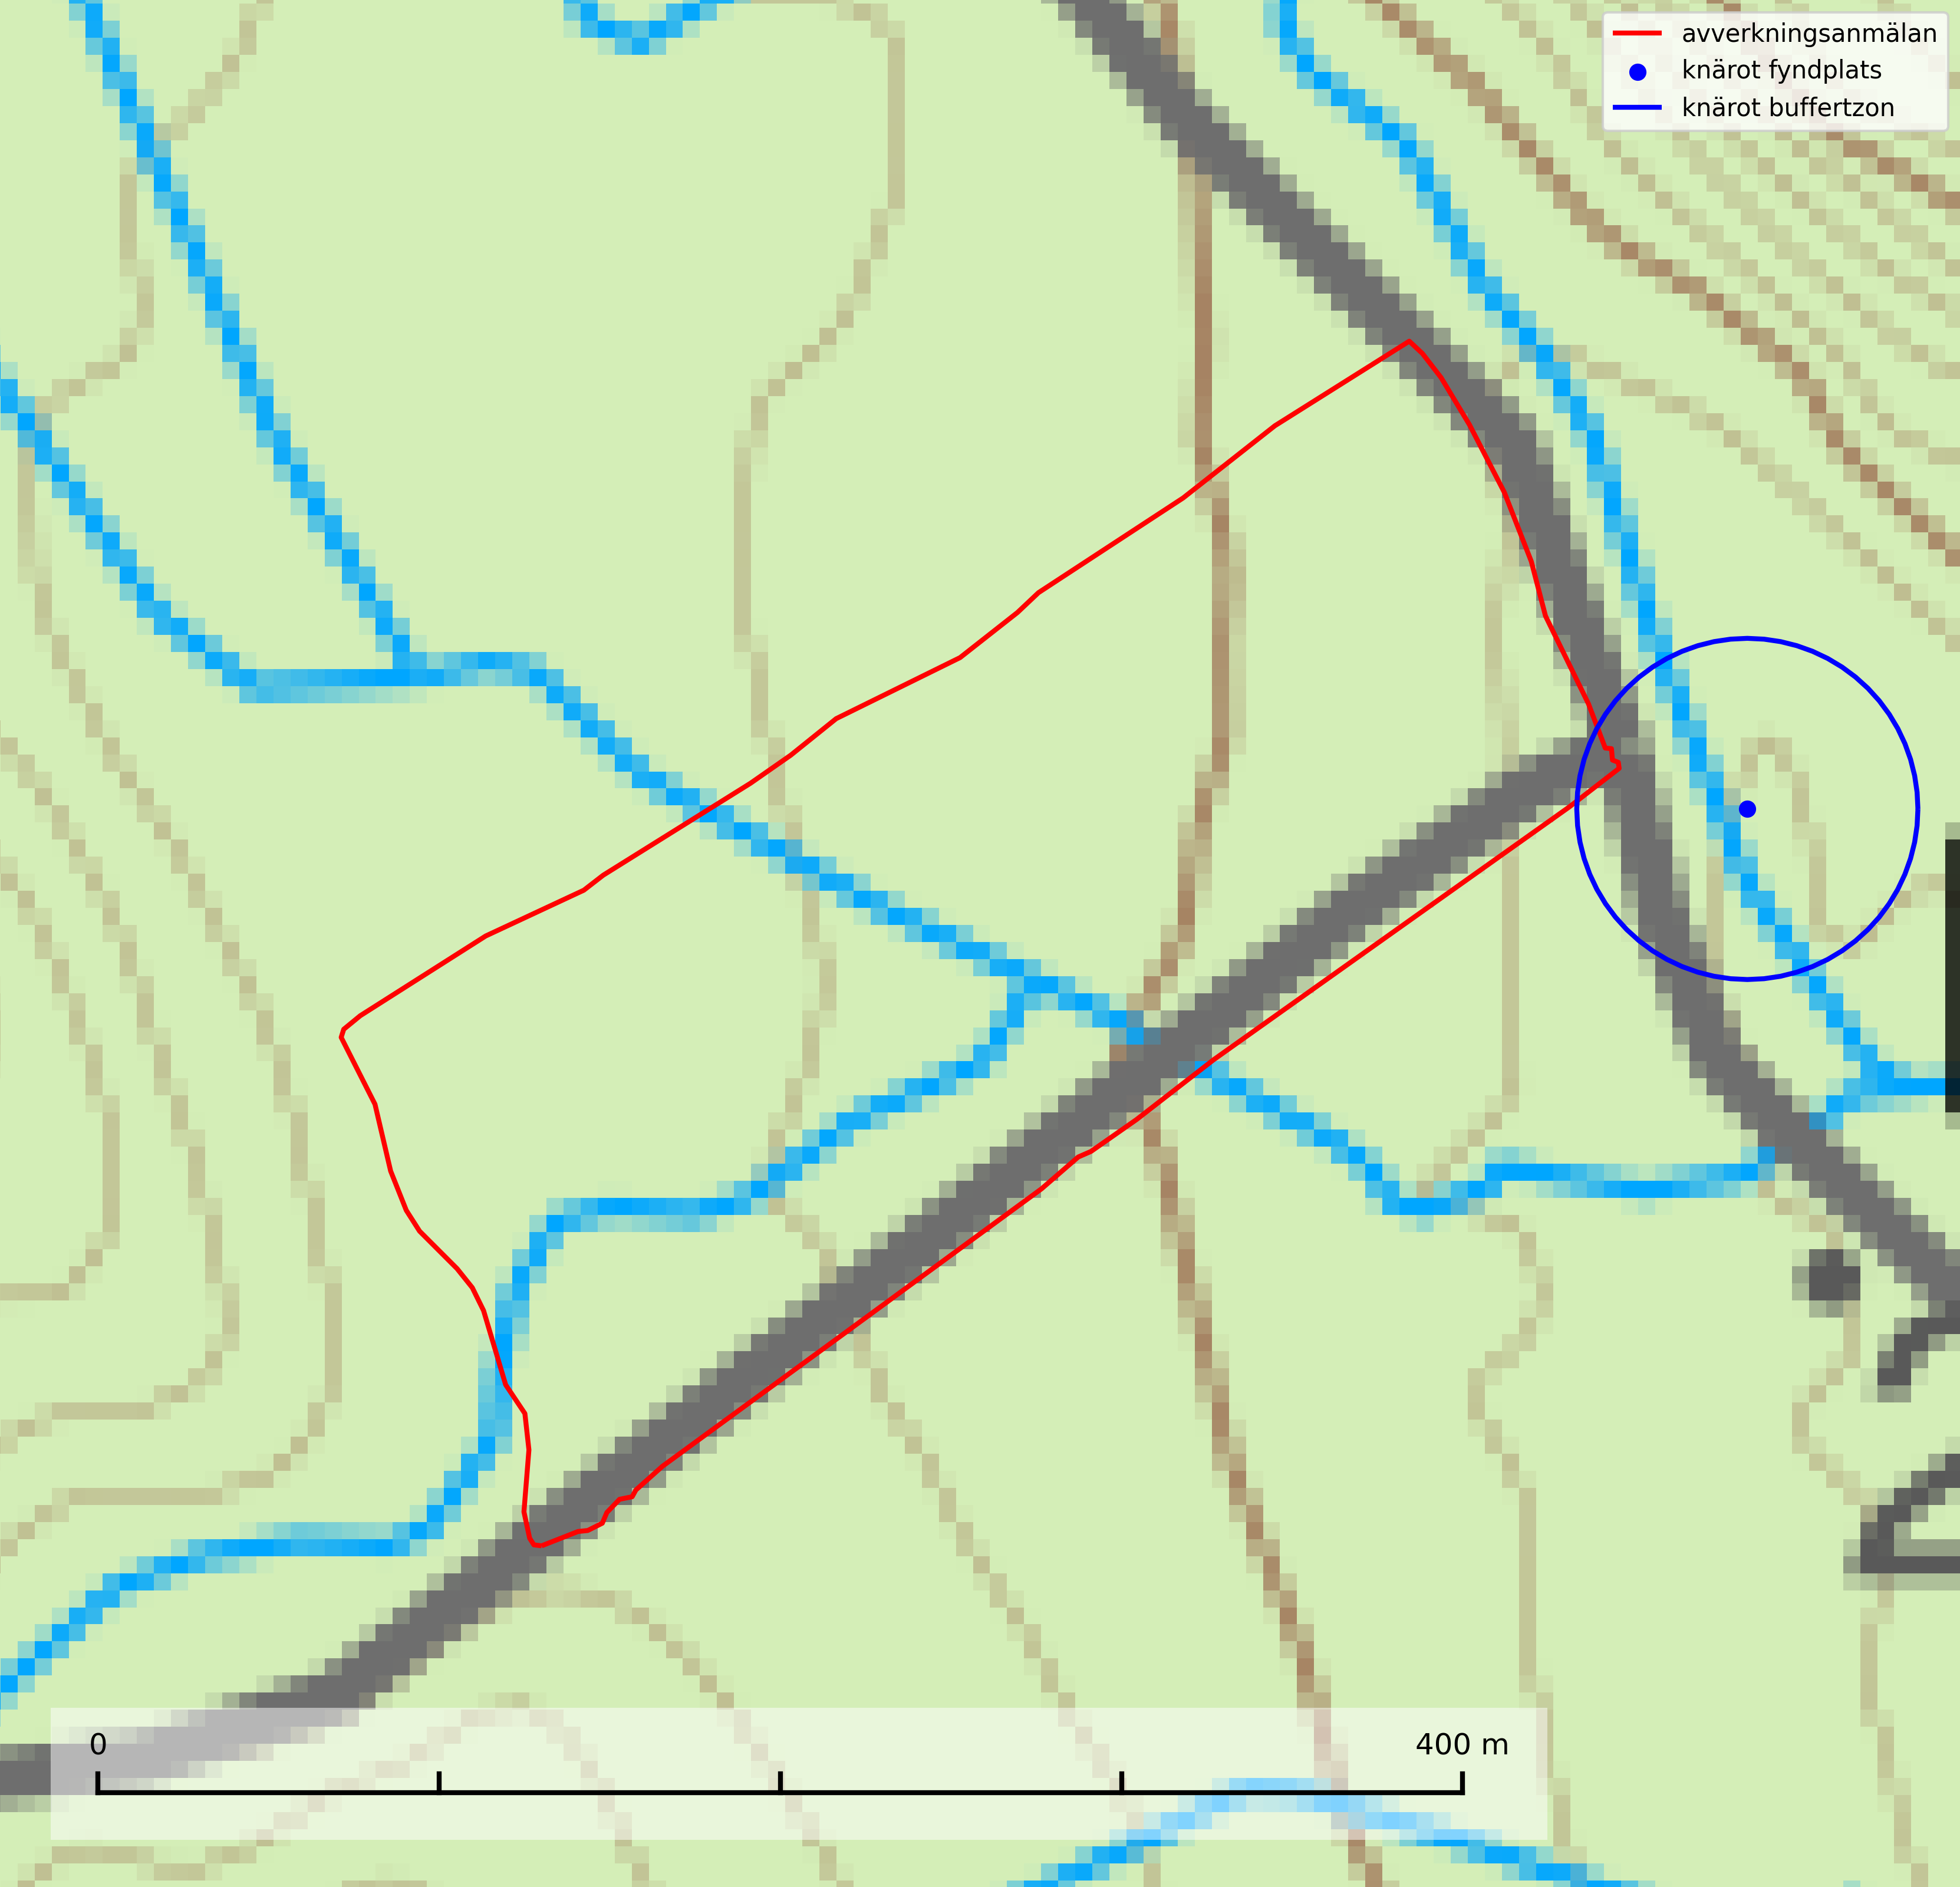 avverkningsanmälan
knärot fyndplats
knärot buffertzon
0
400 m